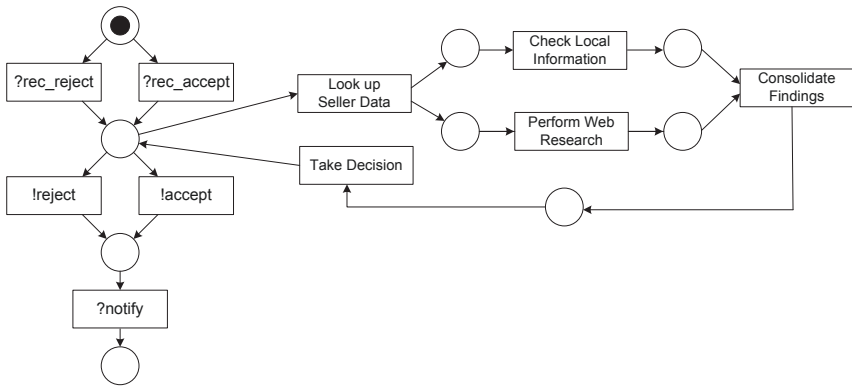 ?rec_reject
?rec_accept
Look up
Seller Data
Check Local
Information
Perform Web
Research
Consolidate
Findings
Take Decision
!reject
!accept
?notify